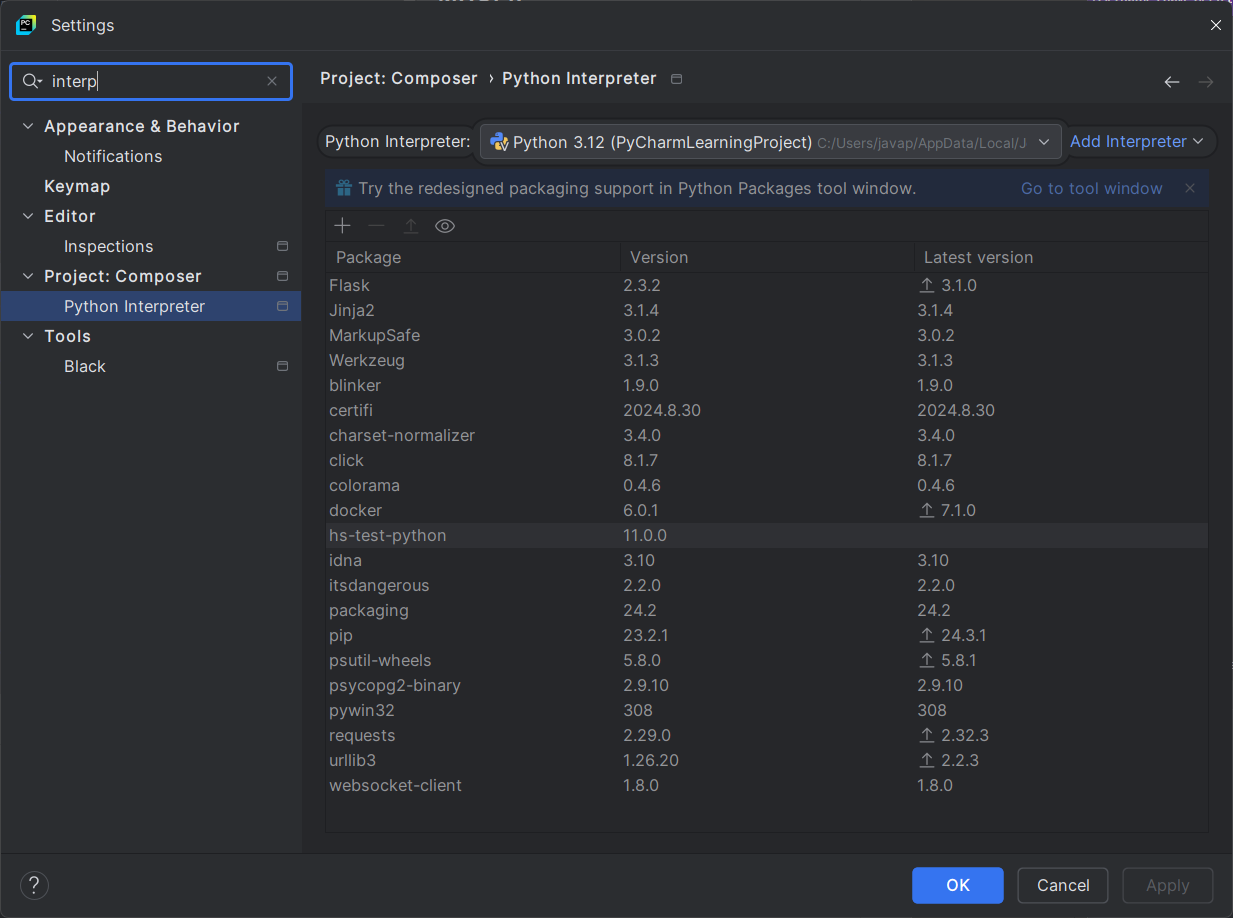 Settings
interp
Appearance & Behavior
Notifications
Keymap
Editor
Inspections
Project: Composer
Python Interpreter
Tools
Black
Project: Composer › Python Interpreter
Python Interpreter: Python 3.12 (PyCharmLearningProject) C:/Users/javap/AppData/Local/J Add Interpreter
Try the redesigned packaging support in Python Packages tool window. Go to tool window
Package Version Latest version
Flask 2.3.2 3.1.0
Jinja2 3.1.4 3.1.4
MarkupSafe 3.0.2 3.0.2
Werkzeug 3.1.3 3.1.3
blinker 1.9.0 1.9.0
certifi 2024.8.30 2024.8.30
charset-normalizer 3.4.0 3.4.0
click 8.1.7 8.1.7
colorama 0.4.6 0.4.6
docker 6.0.1 7.1.0
hs-test-python 11.0.0
idna 3.10 3.10
itsdangerous 2.2.0 2.2.0
packaging 24.2 24.2
pip 23.2.1 24.3.1
psutil-wheels 5.8.0 5.8.1
psycopg2-binary 2.9.10 2.9.10
pywin32 308 308
requests 2.29.0 2.32.3
urllib3 1.26.20 2.2.3
websocket-client 1.8.0 1.8.0
? OK Cancel Apply